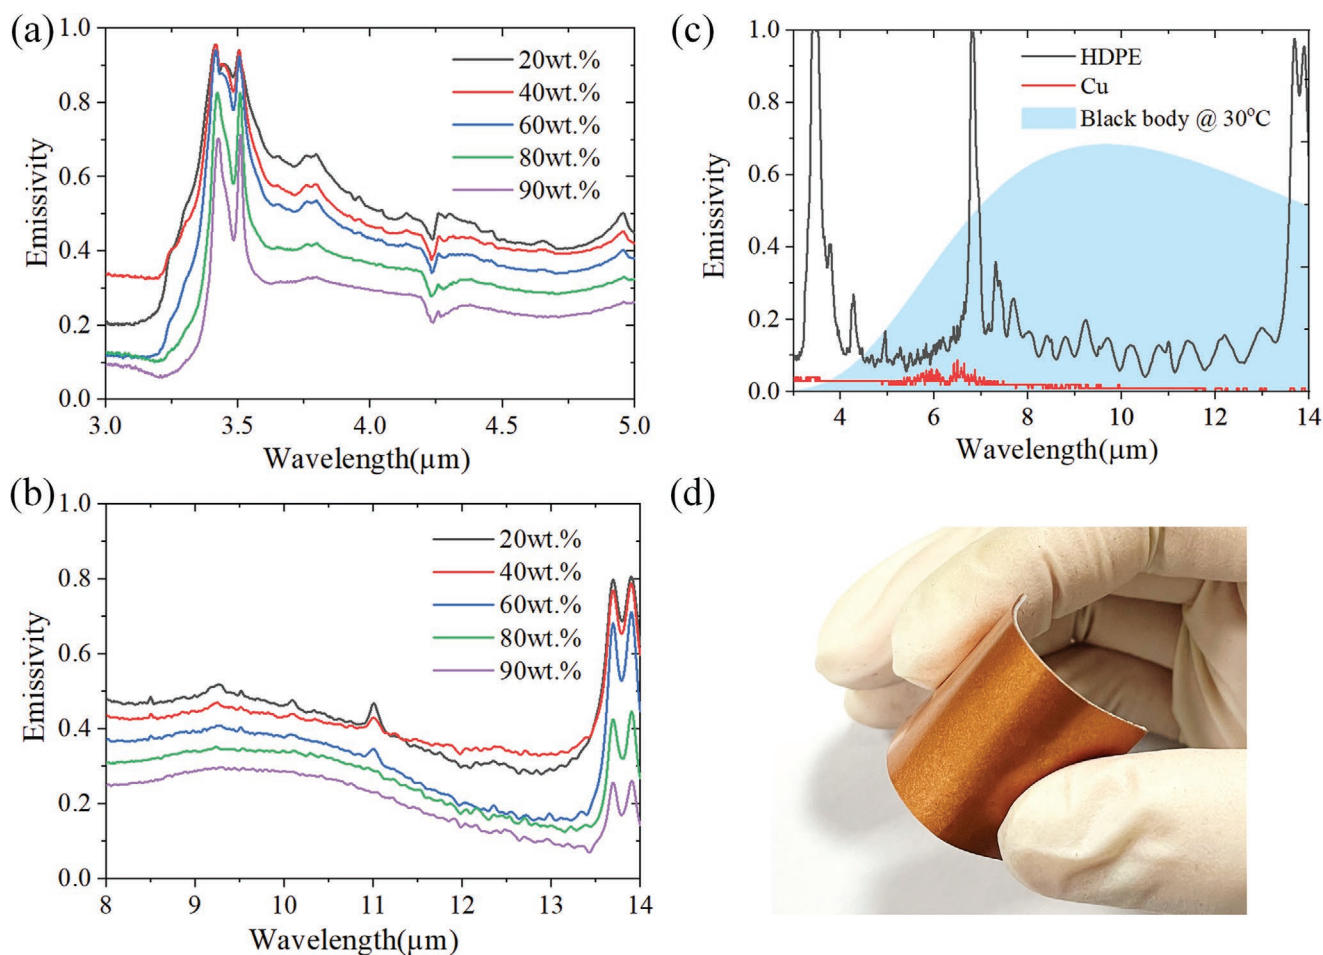 (a)
1.0
0.8
0.6
0.4
0.2
0.0
Emissivity
20wt.%
40wt.%
60wt.%
80wt.%
90wt.%
3.0 3.5 4.0 4.5 5.0
Wavelength(µm)
(c)
1.0
0.8
0.6
0.4
0.2
0.0
Emissivity
HDPE
Cu
Black body @ 30°C
4 6 8 10 12 14
Wavelength(µm)
(b)
1.0
0.8
0.6
0.4
0.2
0.0
Emissivity
20wt.%
40wt.%
60wt.%
80wt.%
90wt.%
8 9 10 11 12 13 14
Wavelength(µm)
(d)